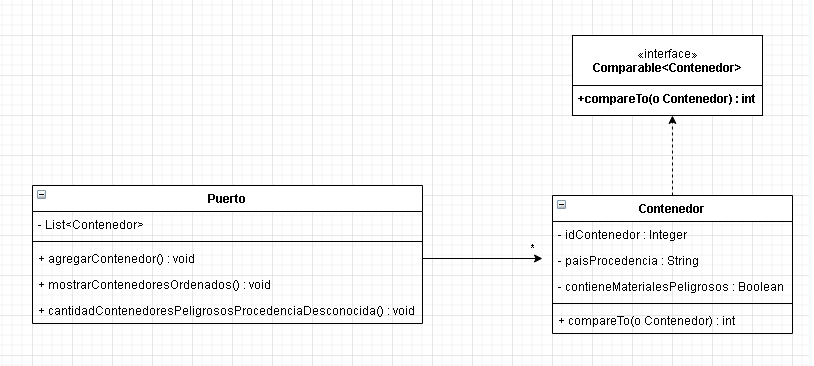 «interface»
Comparable<Contenedor>
+compareTo(o Contenedor) : int
Puerto
- List<Contenedor>
+ agregarContenedor() : void
+ mostrarContenedoresOrdenados() : void
+ cantidadContenedoresPeligrososProcedenciaDesconocida() : void
*
Contenedor
- idContenedor : Integer
- paisProcedencia : String
- contieneMaterialesPeligrosos : Boolean
+ compareTo(o Contenedor) : int